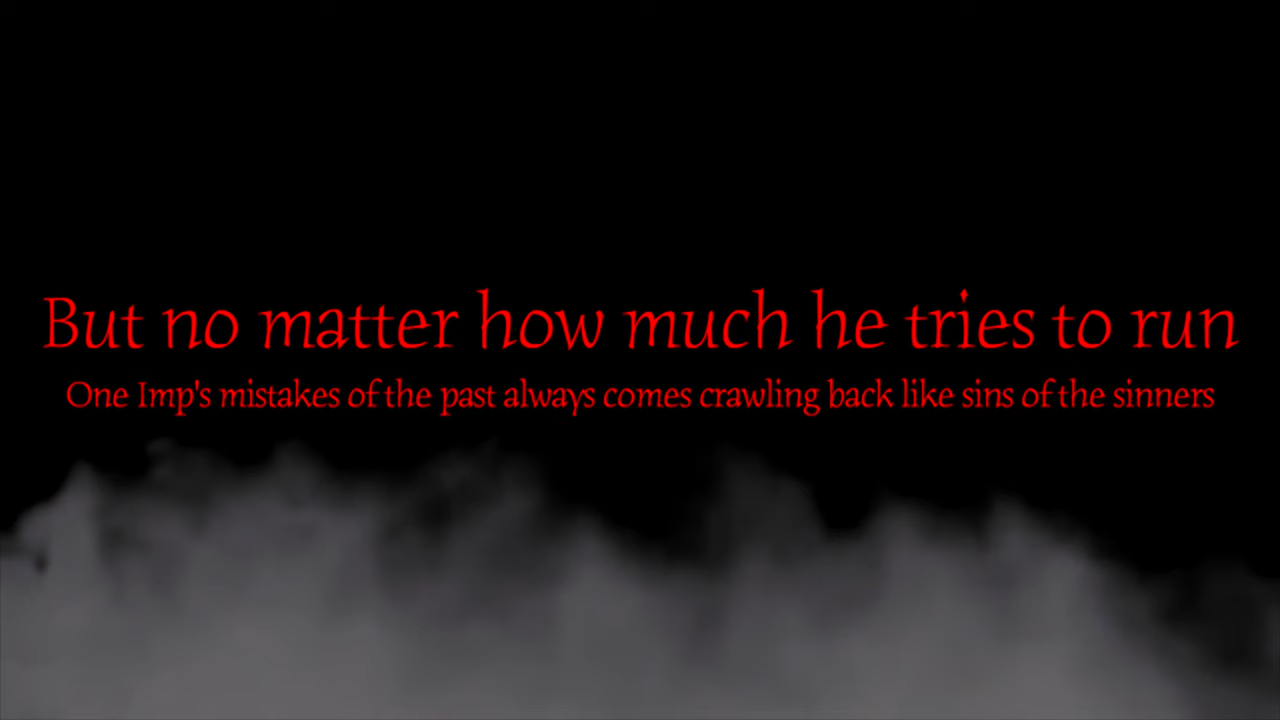 But no matter how much he tries to run
One Imp's mistakes of the past always comes crawling back like sins of the sinners